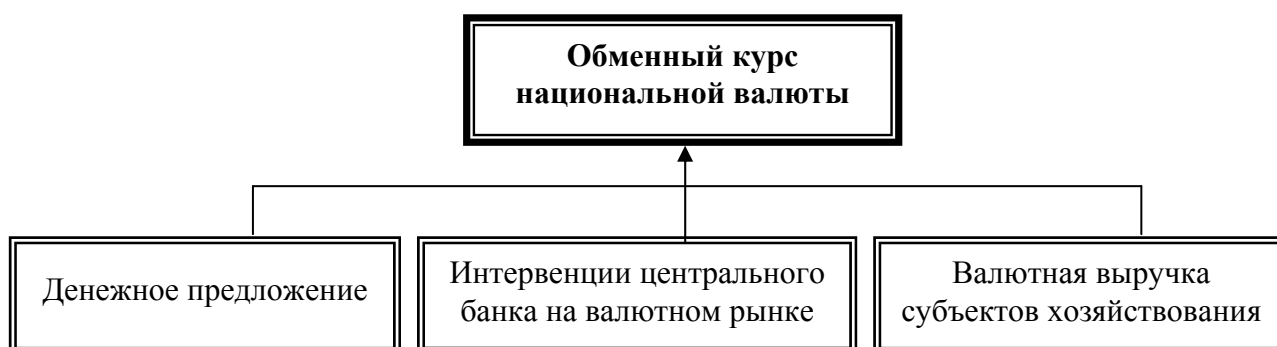 Обменный курс
национальной валюты
Денежное предложение
Интервенции центрального
банка на валютном рынке
Валютная выручка
субъектов хозяйствования